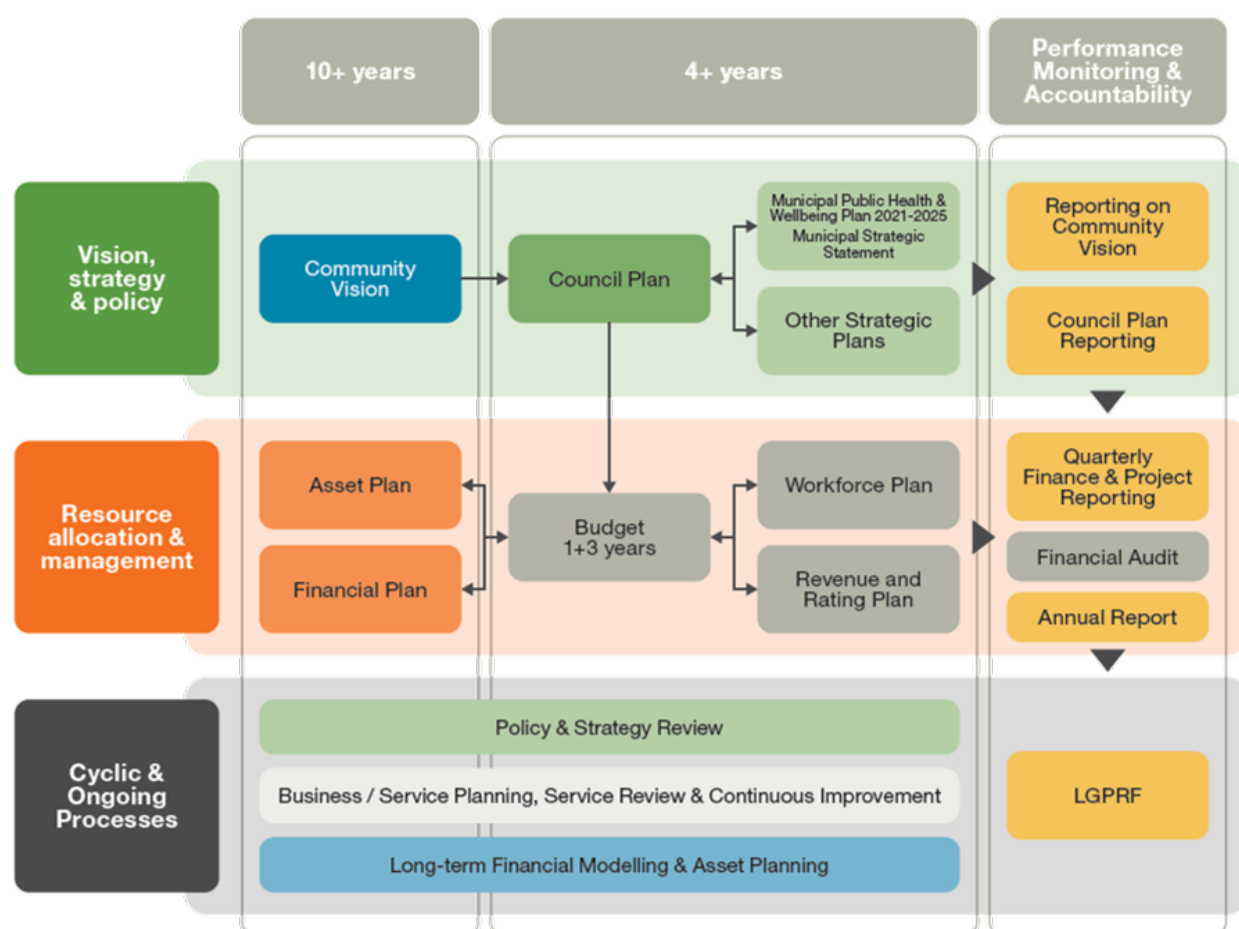 10+ years
4+ years
Performance
Monitoring &
Accountability
Vision,
strategy
& policy
Community
Vision
Council Plan
Municipal Public Health &
Wellbeing Plan 2021-2025
Municipal Strategic
Statement
Other Strategic
Plans
Reporting on
Community
Vision
Council Plan
Reporting
Resource
allocation &
management
Asset Plan
Financial Plan
Budget
1+3 years
Workforce Plan
Revenue and
Rating Plan
Quarterly
Finance & Project
Reporting
Financial Audit
Annual Report
Cyclic &
Ongoing
Processes
Policy & Strategy Review
Business / Service Planning, Service Review & Continuous Improvement
Long-term Financial Modelling & Asset Planning
LGPRF